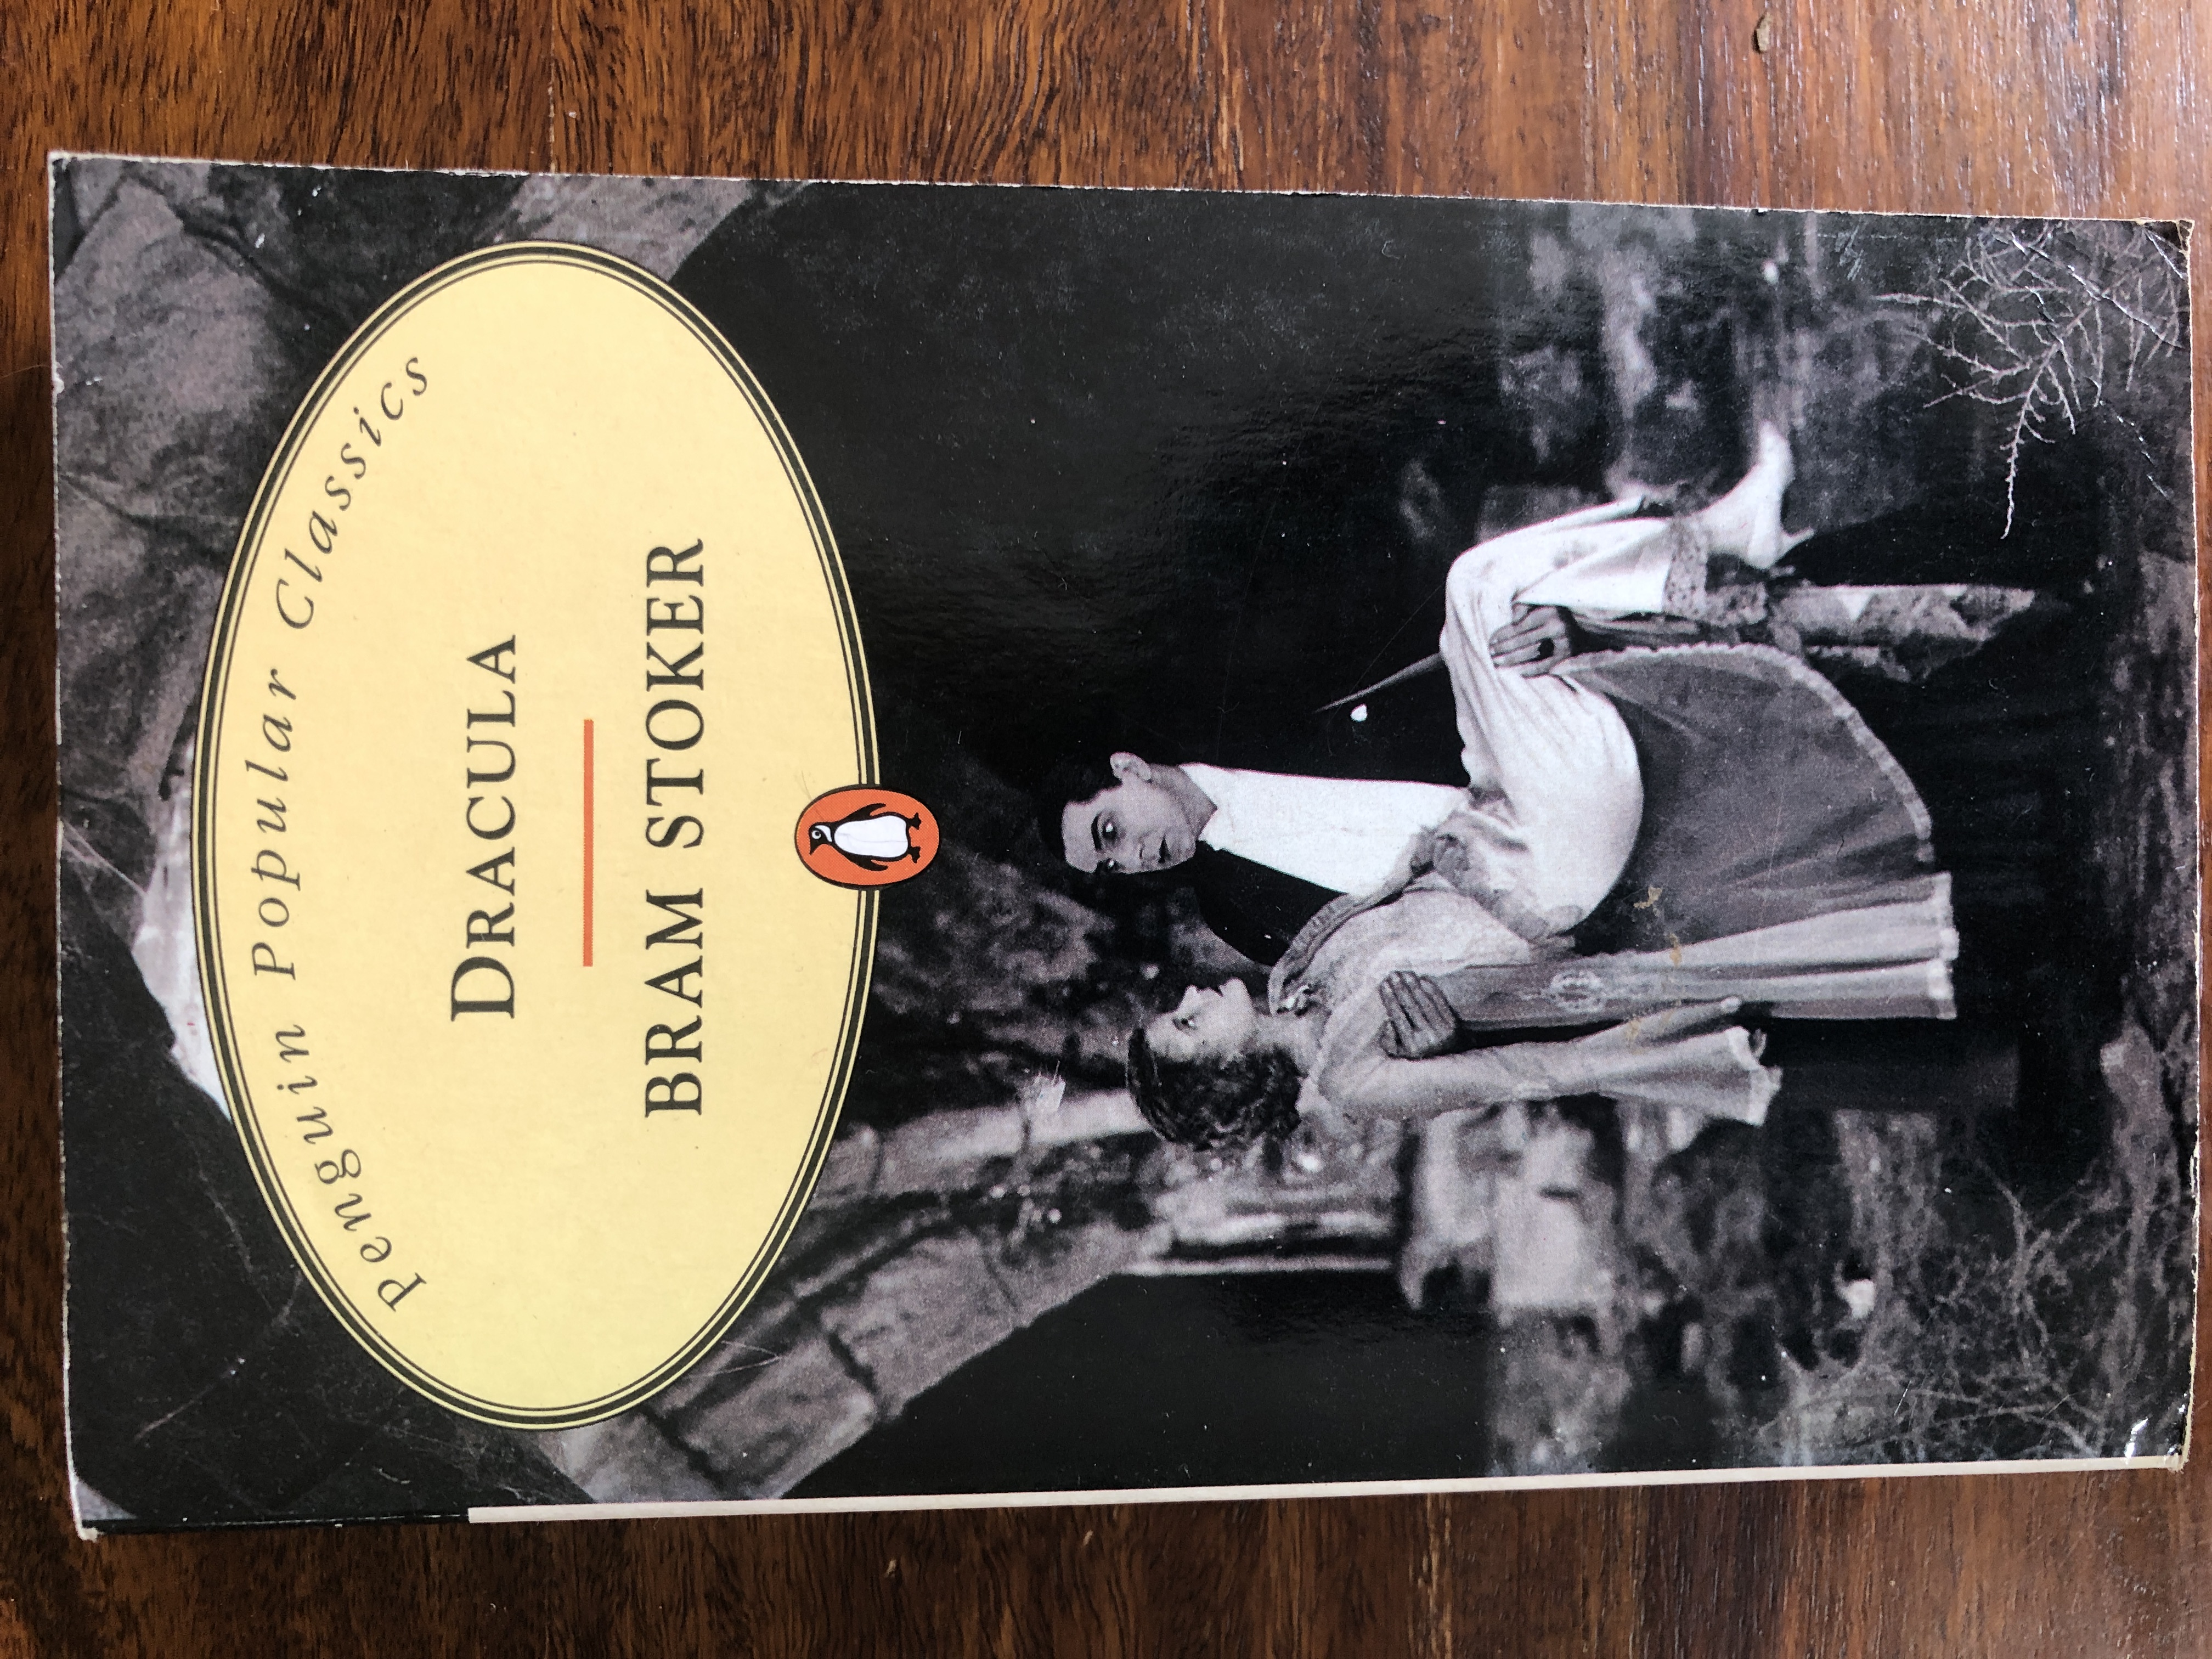 Penguin Popular Classics
DRACULA
BRAM STOKER